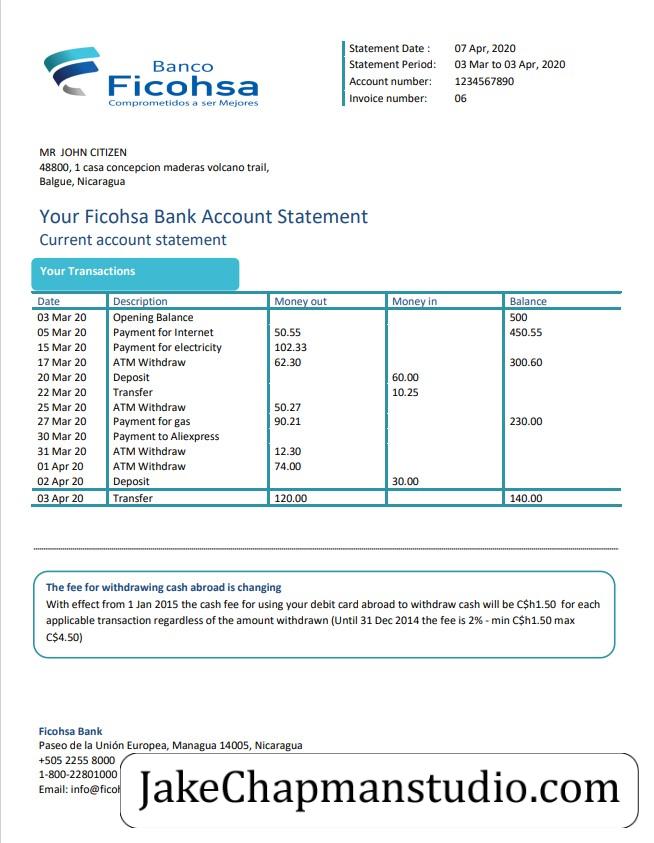 Banco
Ficohsa
Comprometidos a ser Mejores
Statement Date : 07 Apr, 2020
Statement Period: 03 Mar to 03 Apr, 2020
Account number: 1234567890
Invoice number: 06
MR JOHN CITIZEN
48800, 1 casa concepcion maderas volcano trail,
Balgue, Nicaragua
Your Ficohsa Bank Account Statement
Current account statement
Your Transactions
Date Description Money out Money in Balance
03 Mar 20 Opening Balance 500
05 Mar 20 Payment for Internet 50.55 450.55
15 Mar 20 Payment for electricity 102.33
17 Mar 20 ATM Withdraw 62.30 300.60
20 Mar 20 Deposit 60.00
22 Mar 20 Transfer 10.25
25 Mar 20 ATM Withdraw 50.27
27 Mar 20 Payment for gas 90.21 230.00
30 Mar 20 Payment to Aliexpress
31 Mar 20 ATM Withdraw 12.30
01 Apr 20 ATM Withdraw 74.00
02 Apr 20 Deposit 30.00
03 Apr 20 Transfer 120.00 140.00
The fee for withdrawing cash abroad is changing
With effect from 1 Jan 2015 the cash fee for using your debit card abroad to withdraw cash will be C$h1.50 for each
applicable transaction regardless of the amount withdrawn (Until 31 Dec 2014 the fee is 2% - min C$h1.50 max
C$4.50)
Ficohsa Bank
Paseo de la Unión Europea, Managua 14005, Nicaragua
+505 2255 8000
1-800-22801000
Email:
JakeChapmanstudio.com